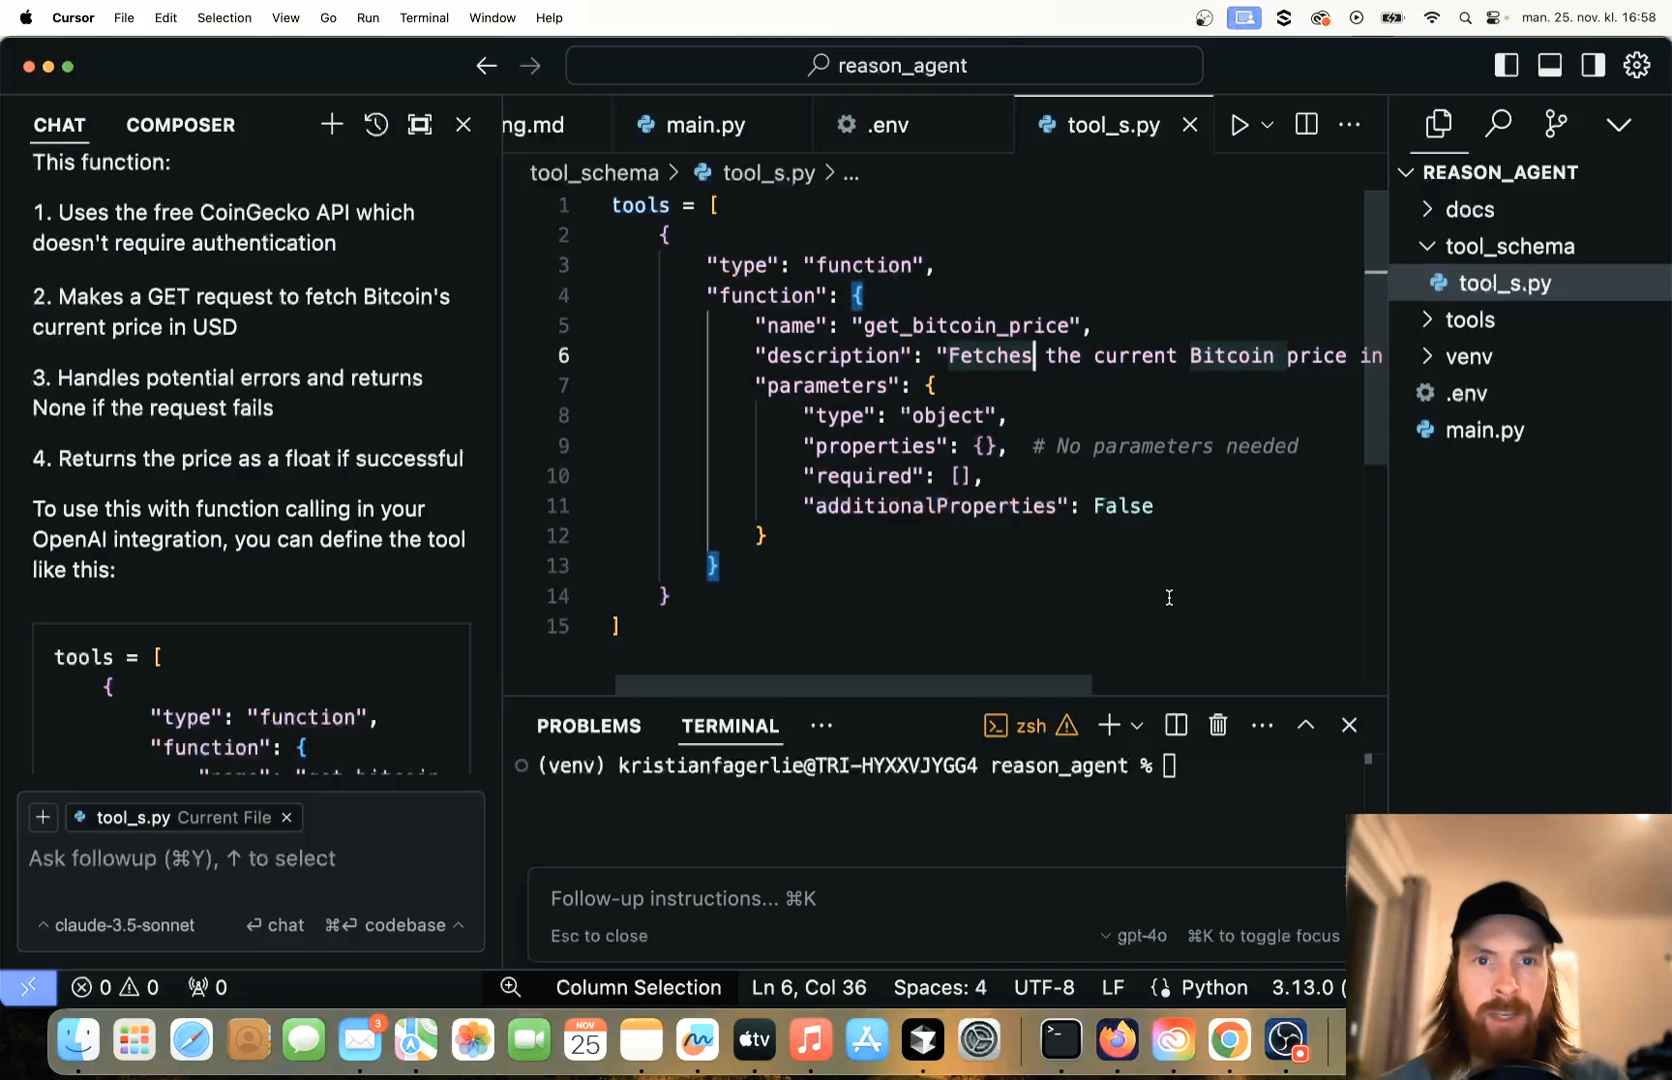 Cursor File Edit Selection View Go Run Terminal Window Help man. 25. nov. kl. 16:58
reason_agent
CHAT COMPOSER
This function:
1. Uses the free CoinGecko API which
doesn't require authentication
2. Makes a GET request to fetch Bitcoin's
current price in USD
3. Handles potential errors and returns
None if the request fails
4. Returns the price as a float if successful
To use this with function calling in your
OpenAI integration, you can define the tool
like this:
tools = [
{
"type": "function",
"function": {
tool_s.py Current File
Ask followup (⌘Y), ↑ to select
claude-3.5-sonnet ⏎ chat ⌘⏎ codebase
ng.md main.py .env tool_s.py
tool_schema > tool_s.py > ...
1 tools = [
2 {
3 "type": "function",
4 "function": {
5 "name": "get_bitcoin_price",
6 "description": "Fetches the current Bitcoin price in
7 "parameters": {
8 "type": "object",
9 "properties": {}, # No parameters needed
10 "required": [],
11 "additionalProperties": False
12 }
13 }
14 }
15 ]
PROBLEMS TERMINAL ... zsh
(venv) kristianfagerlie@TRI-HYXXVJYGG4 reason_agent %
Follow-up instructions... ⌘K
Esc to close gpt-4o ⌘K to toggle focus
REASON_AGENT
docs
tool_schema
tool_s.py
tools
venv
.env
main.py
0 0 0 Column Selection Ln 6, Col 36 Spaces: 4 UTF-8 LF Python 3.13.0 (
3
NOV
25
tv